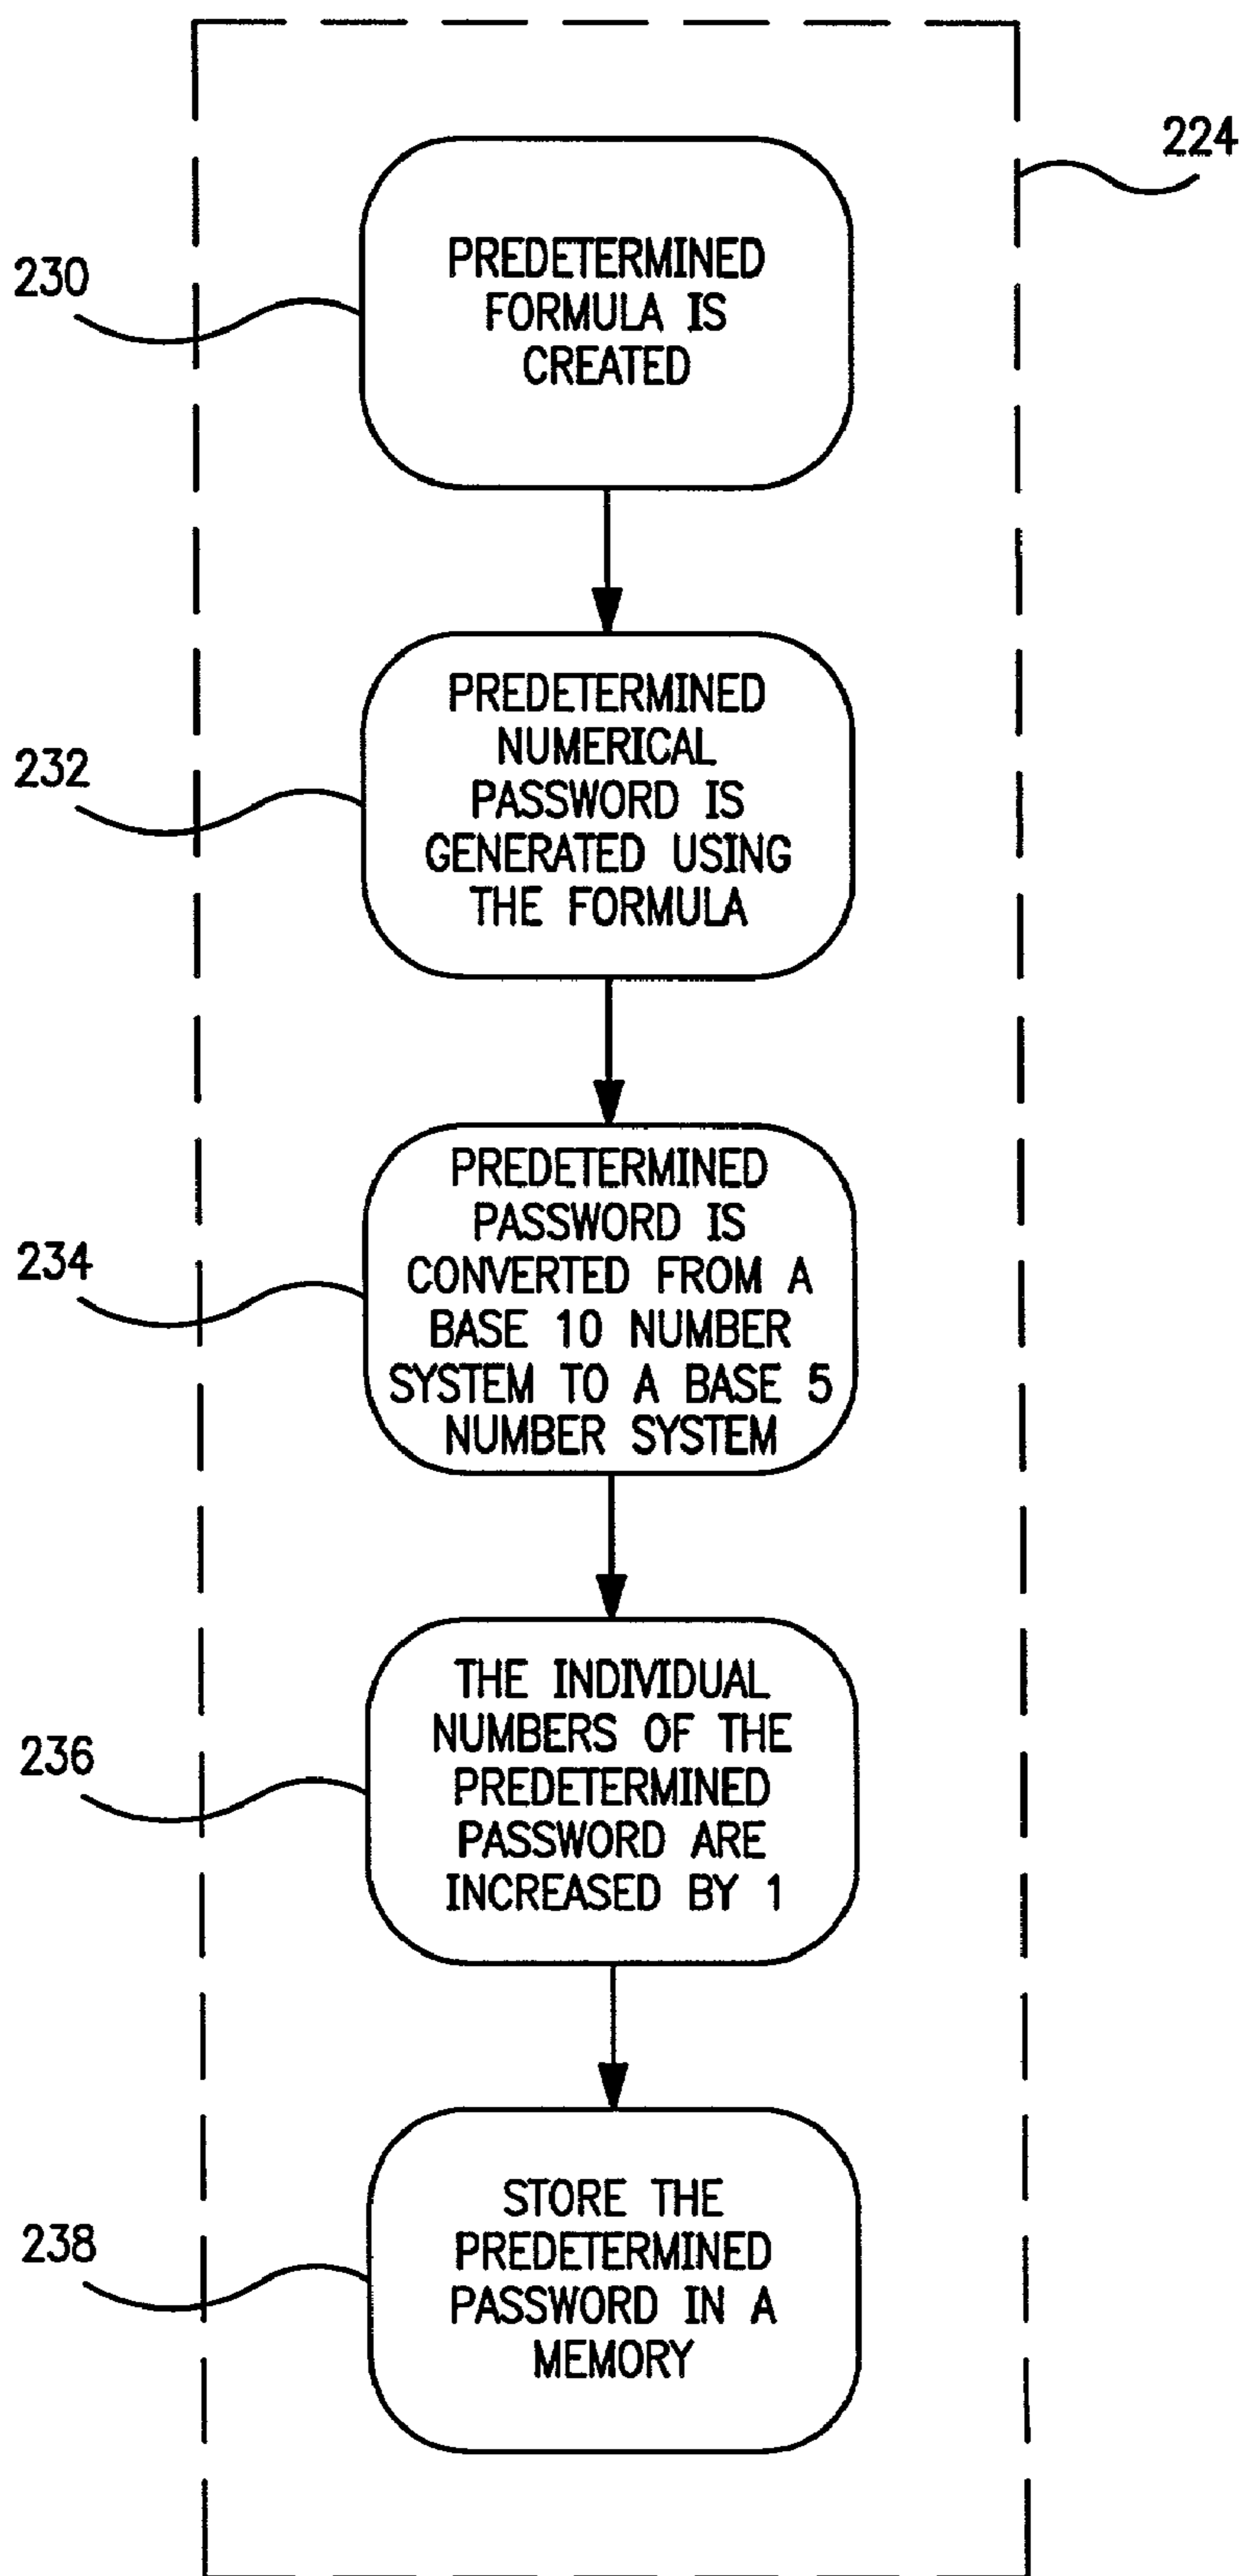 224
230
PREDETERMINED
FORMULA IS
CREATED
232
PREDETERMINED
NUMERICAL
PASSWORD IS
GENERATED USING
THE FORMULA
234
PREDETERMINED
PASSWORD IS
CONVERTED FROM A
BASE 10 NUMBER
SYSTEM TO A BASE 5
NUMBER SYSTEM
236
THE INDIVIDUAL
NUMBERS OF THE
PREDETERMINED
PASSWORD ARE
INCREASED BY 1
238
STORE THE
PREDETERMINED
PASSWORD IN A
MEMORY